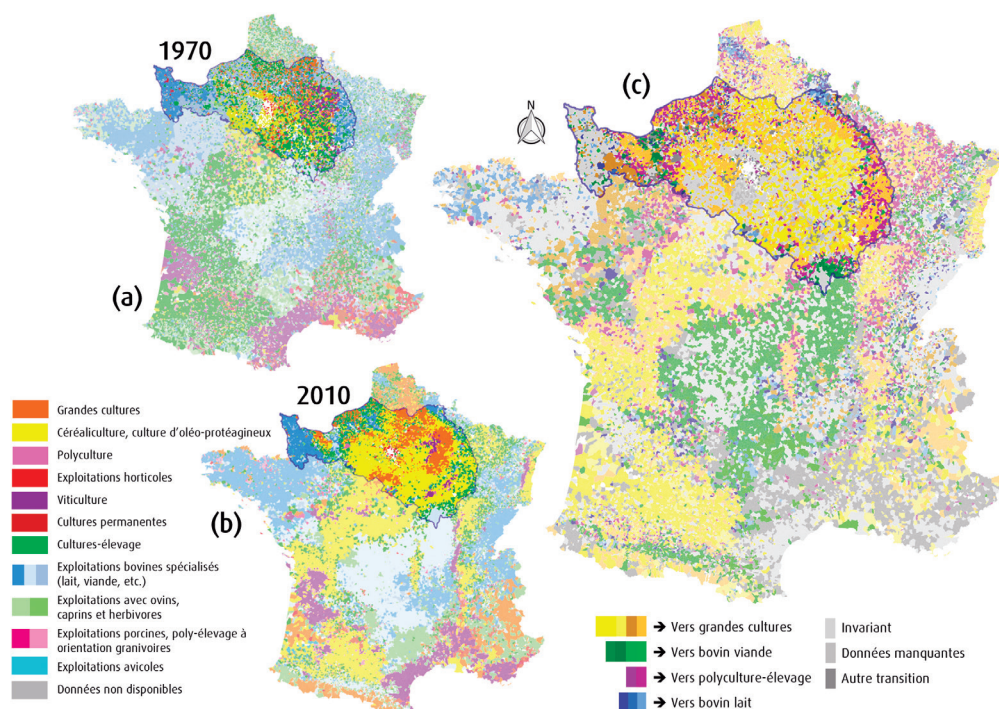 1970
(a)
(c)
N
2010
(b)
Grandes cultures
Céréaliculture, culture d'oléo-protéagineux
Polyculture
Exploitations horticoles
Viticulture
Cultures permanentes
Cultures-élevage
Exploitations bovines spécialisés
(lait, viande, etc.)
Exploitations avec ovins,
caprins et herbivores
Exploitations porcines, poly-élevage à
orientation granivoires
Exploitations avicoles
Données non disponibles
➔ Vers grandes cultures
➔ Vers bovin viande
➔ Vers polyculture-élevage
➔ Vers bovin lait
Invariant
Données manquantes
Autre transition